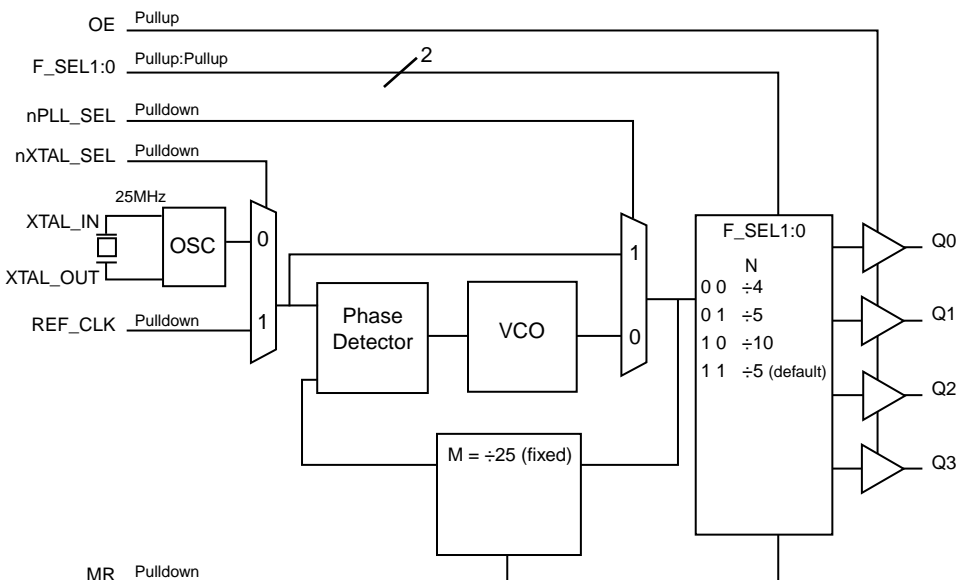 OE Pullup
F_SEL1:0 Pullup:Pullup
2
nPLL_SEL Pulldown
nXTAL_SEL Pulldown
25MHz
XTAL_IN
OSC
XTAL_OUT
REF_CLK Pulldown
0
1
Phase
Detector
VCO
1
0
F_SEL1:0
N
0 0 ÷4
0 1 ÷5
1 0 ÷10
1 1 ÷5 (default)
Q0
Q1
Q2
Q3
M = ÷25 (fixed)
MR Pulldown